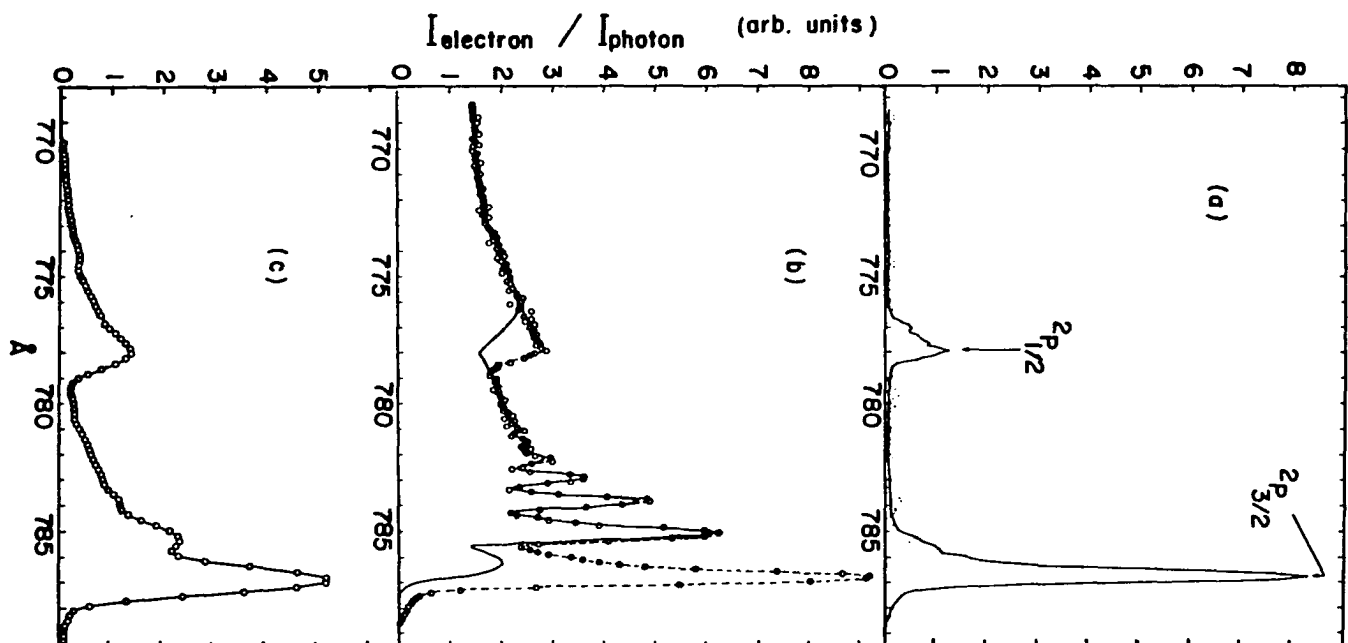 I electron / I photon (arb. units)
0 1 2 3 4 5 6 7 8
770 775 780 785
(a)
²P1/2
²P3/2
0 1 2 3 4 5 6 7 8
770 775 780 785
(b)
0 1 2 3 4 5
770 775 780 785
(c)
Å